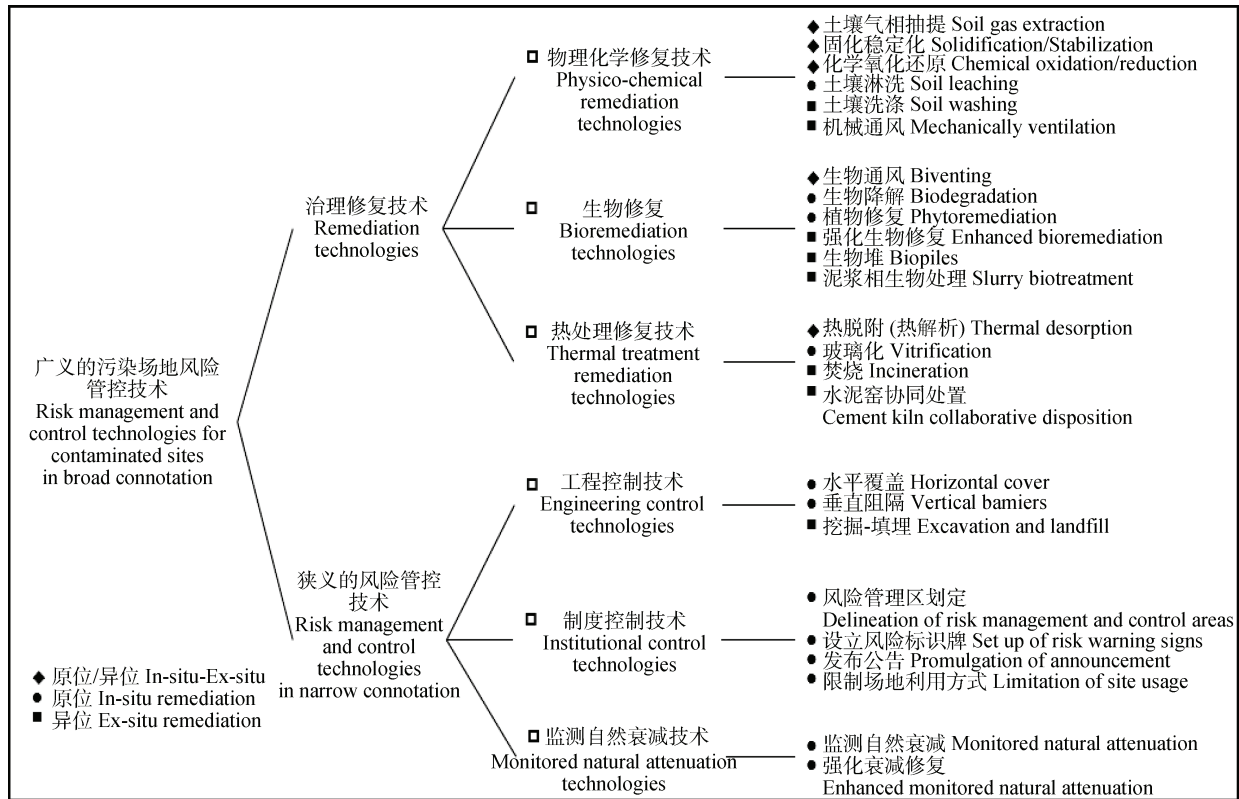 广义的污染场地风险
管控技术
Risk management and
control technologies for
contaminated sites
in broad connotation
治理修复技术
Remediation
technologies
物理化学修复技术
Physico-chemical
remediation
technologies
◆ 土壤气相抽提 Soil gas extraction
◆ 固化稳定化 Solidification/Stabilization
◆ 化学氧化还原 Chemical oxidation/reduction
● 土壤淋洗 Soil leaching
■ 土壤洗涤 Soil washing
■ 机械通风 Mechanically ventilation
生物修复
Bioremediation
technologies
◆ 生物通风 Biventing
● 生物降解 Biodegradation
● 植物修复 Phytoremediation
■ 强化生物修复 Enhanced bioremediation
■ 生物堆 Biopiles
■ 泥浆相生物处理 Slurry biotreatment
热处理修复技术
Thermal treatment
remediation
technologies
◆ 热脱附 (热解析) Thermal desorption
● 玻璃化 Vitrification
■ 焚烧 Incineration
■ 水泥窑协同处置
Cement kiln collaborative disposition
狭义的风险管控
技术
Risk management
and control
technologies
in narrow connotation
工程控制技术
Engineering control
technologies
● 水平覆盖 Horizontal cover
● 垂直阻隔 Vertical bamiers
■ 挖掘-填埋 Excavation and landfill
制度控制技术
Institutional control
technologies
● 风险管理区划定
Delineation of risk management and control areas
● 设立风险标识牌 Set up of risk warning signs
● 发布公告 Promulgation of announcement
● 限制场地利用方式 Limitation of site usage
监测自然衰减技术
Monitored natural attenuation
technologies
● 监测自然衰减 Monitored natural attenuation
● 强化衰减修复
Enhanced monitored natural attenuation
◆ 原位/异位 In-situ-Ex-situ
● 原位 In-situ remediation
■ 异位 Ex-situ remediation